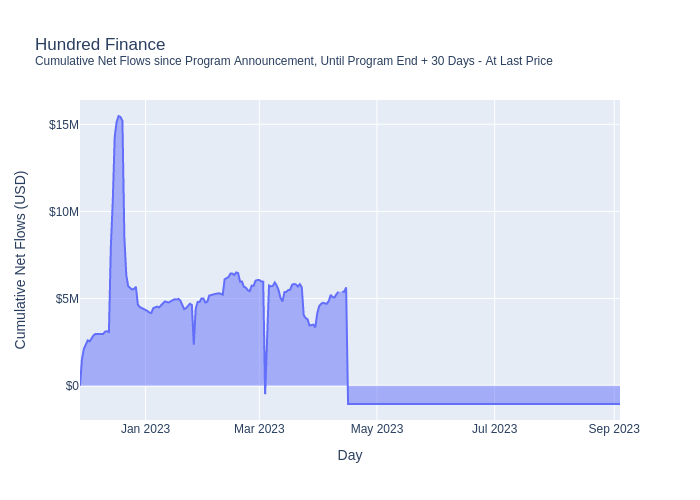 Hundred Finance
Cumulative Net Flows since Program Announcement, Until Program End + 30 Days - At Last Price
$15M
$10M
$5M
$0
Cumulative Net Flows (USD)
Jan 2023
Mar 2023
May 2023
Jul 2023
Sep 2023
Day